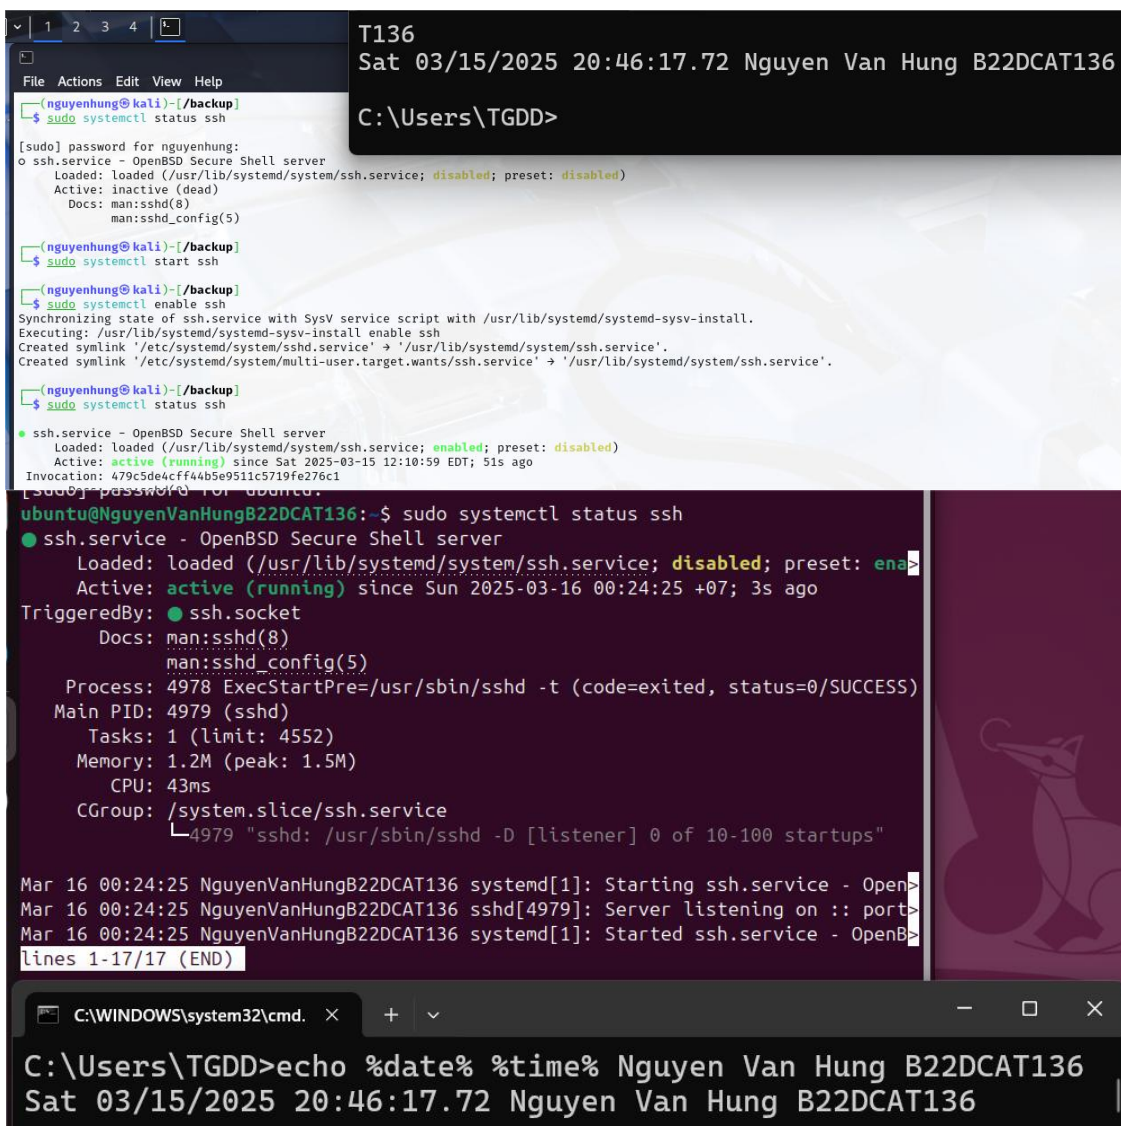 1 2 3 4
File Actions Edit View Help
T136
Sat 03/15/2025 20:46:17.72 Nguyen Van Hung B22DCAT136
C:\Users\TGDD>
(nguyenhung㉿kali)-[/backup]
$ sudo systemctl status ssh
[sudo] password for nguyenhung:
○ ssh.service - OpenBSD Secure Shell server
Loaded: loaded (/usr/lib/systemd/system/ssh.service; disabled; preset: disabled)
Active: inactive (dead)
Docs: man:sshd(8)
man:sshd_config(5)
(nguyenhung㉿kali)-[/backup]
$ sudo systemctl start ssh
(nguyenhung㉿kali)-[/backup]
$ sudo systemctl enable ssh
Synchronizing state of ssh.service with SysV service script with /usr/lib/systemd/systemd-sysv-install.
Executing: /usr/lib/systemd/systemd-sysv-install enable ssh
Created symlink '/etc/systemd/system/sshd.service' → '/usr/lib/systemd/system/ssh.service'.
Created symlink '/etc/systemd/system/multi-user.target.wants/ssh.service' → '/usr/lib/systemd/system/ssh.service'.
(nguyenhung㉿kali)-[/backup]
$ sudo systemctl status ssh
● ssh.service - OpenBSD Secure Shell server
Loaded: loaded (/usr/lib/systemd/system/ssh.service; enabled; preset: disabled)
Active: active (running) since Sat 2025-03-15 12:10:59 EDT; 51s ago
Invocation: 479c5de4cff44b5e9511c5719fe276c1
Docs: man:sshd(8)
[sudo] password for ubuntu:
ubuntu@NguyenVanHungB22DCAT136:~$ sudo systemctl status ssh
● ssh.service - OpenBSD Secure Shell server
Loaded: loaded (/usr/lib/systemd/system/ssh.service; disabled; preset: ena>
Active: active (running) since Sun 2025-03-16 00:24:25 +07; 3s ago
TriggeredBy: ● ssh.socket
Docs: man:sshd(8)
man:sshd_config(5)
Process: 4978 ExecStartPre=/usr/sbin/sshd -t (code=exited, status=0/SUCCESS)
Main PID: 4979 (sshd)
Tasks: 1 (limit: 4552)
Memory: 1.2M (peak: 1.5M)
CPU: 43ms
CGroup: /system.slice/ssh.service
└─4979 "sshd: /usr/sbin/sshd -D [listener] 0 of 10-100 startups"
Mar 16 00:24:25 NguyenVanHungB22DCAT136 systemd[1]: Starting ssh.service - Open>
Mar 16 00:24:25 NguyenVanHungB22DCAT136 sshd[4979]: Server listening on :: port>
Mar 16 00:24:25 NguyenVanHungB22DCAT136 systemd[1]: Started ssh.service - OpenB>
lines 1-17/17 (END)
C:\WINDOWS\system32\cmd.
C:\Users\TGDD>echo %date% %time% Nguyen Van Hung B22DCAT136
Sat 03/15/2025 20:46:17.72 Nguyen Van Hung B22DCAT136